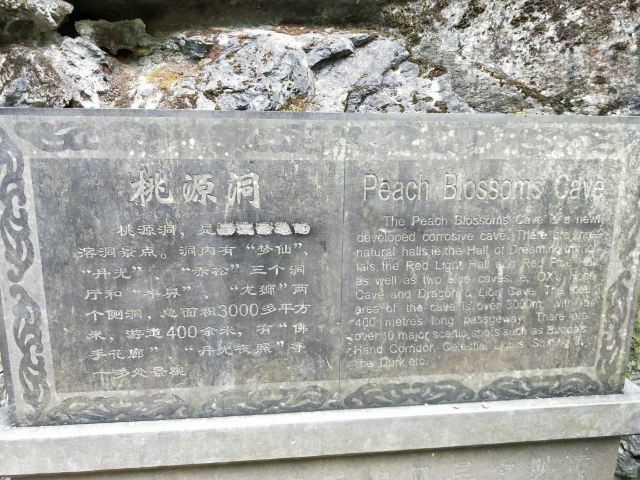 桃源洞
桃源洞，是
溶洞景点。洞内有“梦仙”、
“丹光”、“赤松”三个洞
厅和“牛鼻”、“龙狮”两
个侧洞，总面积3000多平方
米，游道400余米，有“佛
手花廊”、“丹光夜照”等
十多处景观
Peach Blossoms Cave
The Peach Blossoms Cave is a newl
developed corrosive cave. There are three
natural halls, ie.the Hall of Dreaming
tals, the Red Light Hall and Red Pine Hall
as well as two side caves, ie. OX's Nose
Cave and Dragon & Lion Cave. The total
area of the cave is over 3000m², with a
400 metres long passgeway. There are
over 10 major scenic spots such as Buddha's
Hand Corridor, Celestial Lights Shining in
The Dark,etc.